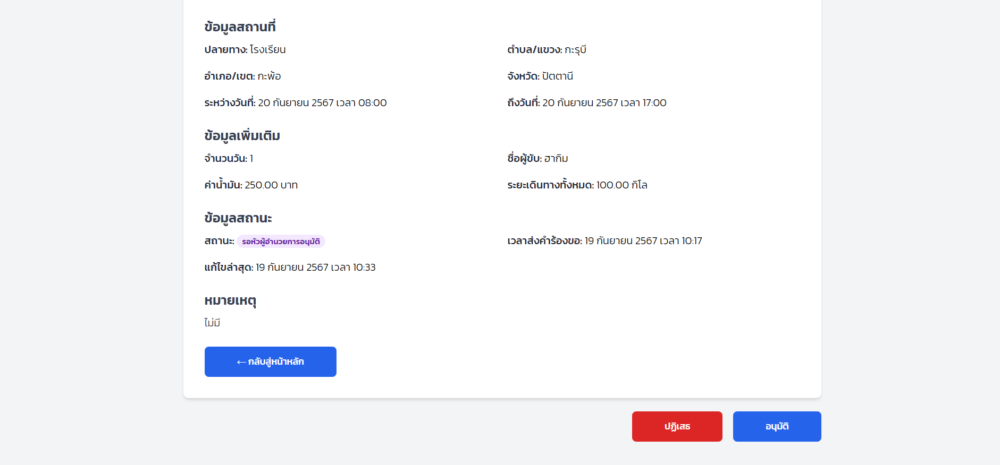 ข้อมูลสถานที่
ปลายทาง: โรงเรียน
ตำบล/แขวง: กะรุบี
อำเภอ/เขต: กะพ้อ
จังหวัด: ปัตตานี
ระหว่างวันที่: 20 กันยายน 2567 เวลา 08:00
ถึงวันที่: 20 กันยายน 2567 เวลา 17:00
ข้อมูลเพิ่มเติม
จำนวนวัน: 1
ชื่อผู้ขับ: ฮากิม
ค่าน้ำมัน: 250.00 บาท
ระยะเดินทางทั้งหมด: 100.00 กิโล
ข้อมูลสถานะ
สถานะ: รอหัวผู้อำนวยการอนุมัติ
เวลาส่งคำร้องขอ: 19 กันยายน 2567 เวลา 10:17
แก้ไขล่าสุด: 19 กันยายน 2567 เวลา 10:33
หมายเหตุ
ไม่มี
←กลับสู่หน้าหลัก
ปฏิเสธ
อนุมัติ